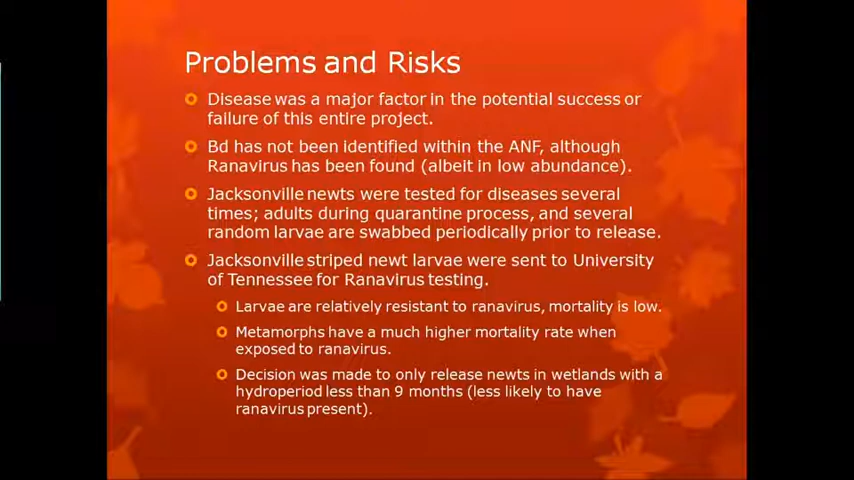 Problems and Risks
Disease was a major factor in the potential success or
failure of this entire project.
Bd has not been identified within the ANF, although
Ranavirus has been found (albeit in low abundance).
Jacksonville newts were tested for diseases several
times; adults during quarantine process, and several
random larvae are swabbed periodically prior to release.
Jacksonville striped newt larvae were sent to University
of Tennessee for Ranavirus testing.
Larvae are relatively resistant to ranavirus, mortality is low.
Metamorphs have a much higher mortality rate when
exposed to ranavirus.
Decision was made to only release newts in wetlands with a
hydroperiod less than 9 months (less likely to have
ranavirus present).